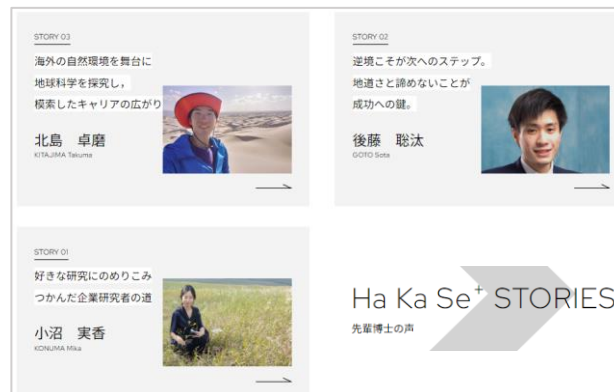 STORY 03
海外の自然環境を舞台に
地球科学を探究し，
模索したキャリアの広がり
北島　卓磨
KITAJIMA Takuma
STORY 02
逆境こそが次へのステップ。
地道さと諦めないことが
成功への鍵。
後藤　聡汰
GOTO Sota
STORY 01
好きな研究にのめりこみ
つかんだ企業研究者の道
小沼　実香
KONUMA Mika
Ha Ka Se⁺ STORIES
先輩博士の声